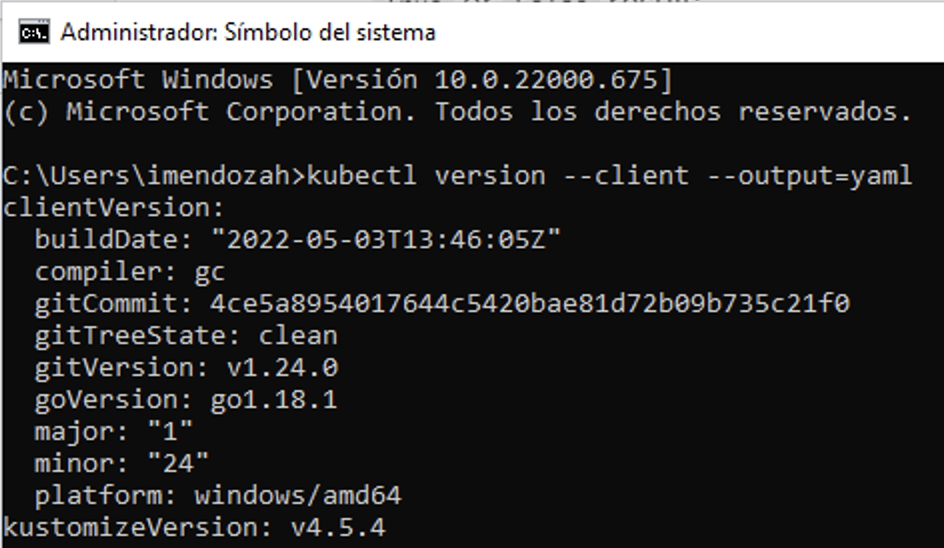 Administrador: Símbolo del sistema
Microsoft Windows [Versión 10.0.22000.675]
(c) Microsoft Corporation. Todos los derechos reservados.
C:\Users\imendozah>kubectl version --client --output=yaml
clientVersion:
  buildDate: "2022-05-03T13:46:05Z"
  compiler: gc
  gitCommit: 4ce5a8954017644c5420bae81d72b09b735c21f0
  gitTreeState: clean
  gitVersion: v1.24.0
  goVersion: go1.18.1
  major: "1"
  minor: "24"
  platform: windows/amd64
kustomizeVersion: v4.5.4